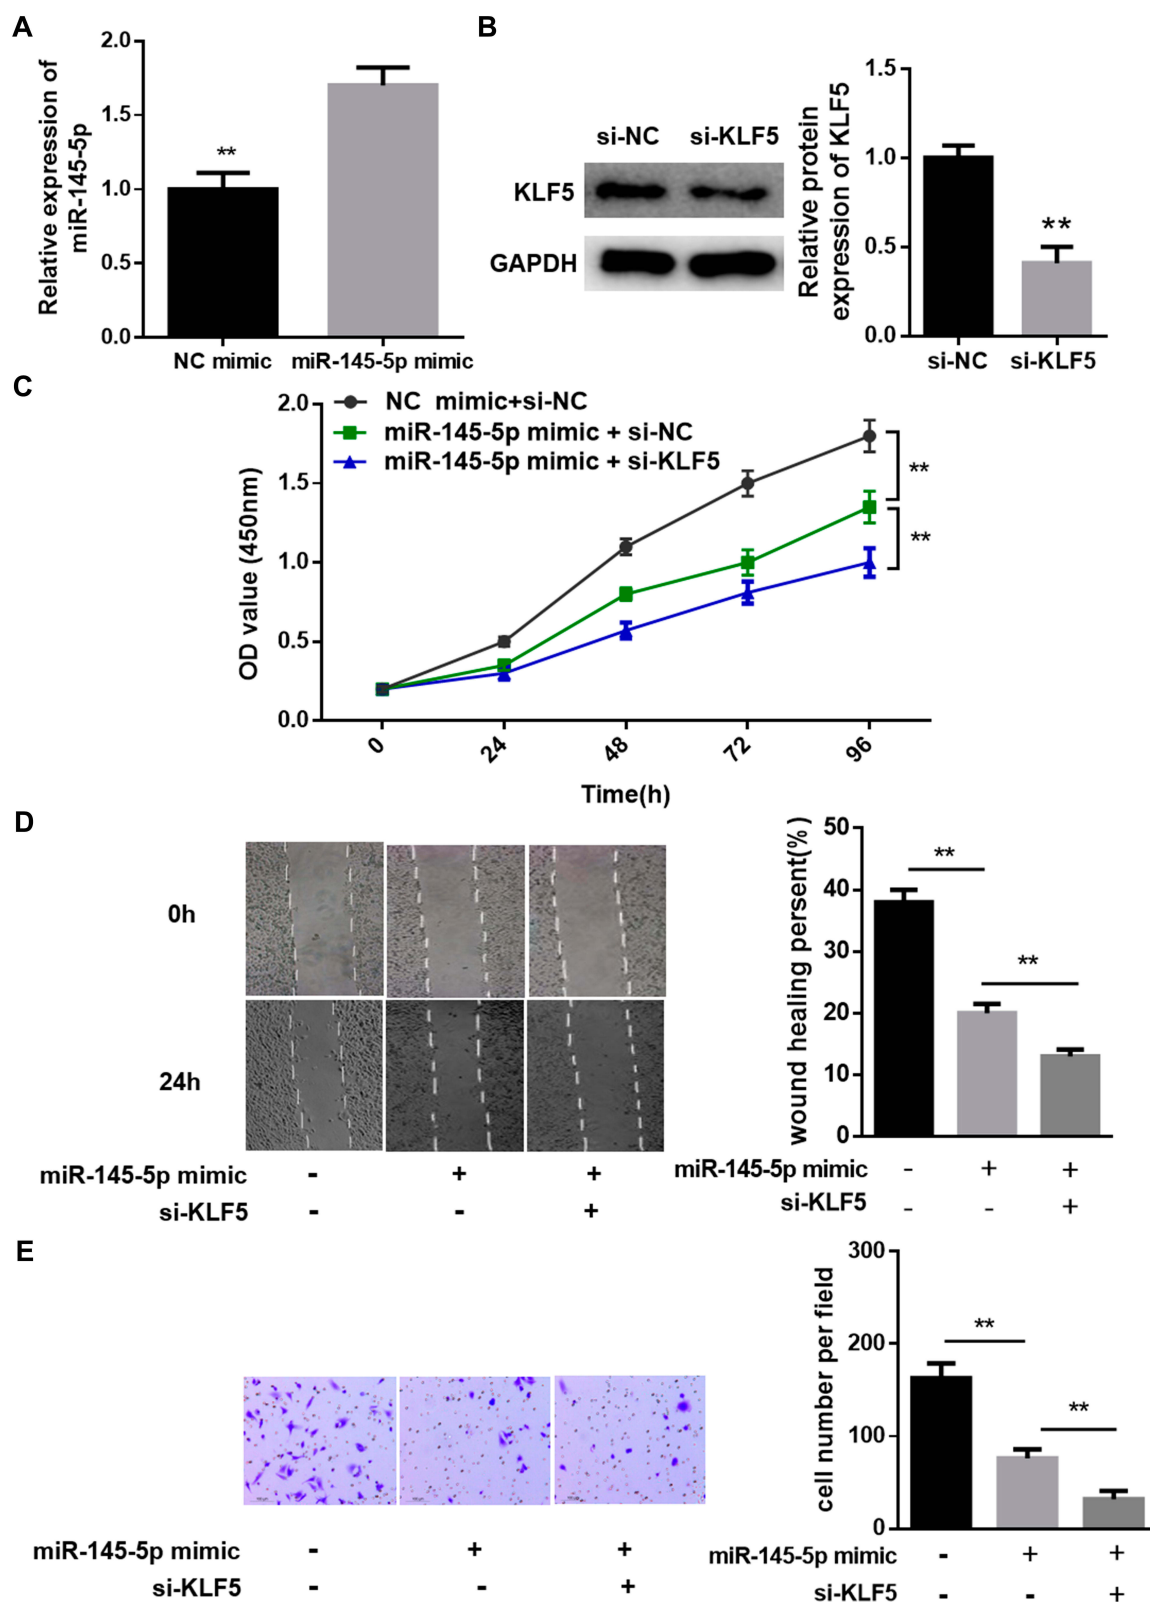 A
Relative expression of
miR-145-5p
2.0
1.5
1.0
0.5
0.0
**
NC mimic
miR-145-5p mimic
B
si-NC
si-KLF5
KLF5
GAPDH
Relative protein
expression of KLF5
1.5
1.0
0.5
0.0
**
si-NC
si-KLF5
C
OD value (450nm)
2.0
1.5
1.0
0.5
0.0
NC mimic+si-NC
miR-145-5p mimic + si-NC
miR-145-5p mimic + si-KLF5
**
**
0
24
48
72
96
Time(h)
D
0h
24h
miR-145-5p mimic - + +
si-KLF5 - - +
wound healing persent(%)
50
40
30
20
10
0
**
**
miR-145-5p mimic - + +
si-KLF5 - - +
E
miR-145-5p mimic - + +
si-KLF5 - - +
cell number per field
300
200
100
0
**
**
miR-145-5p mimic - + +
si-KLF5 - - +